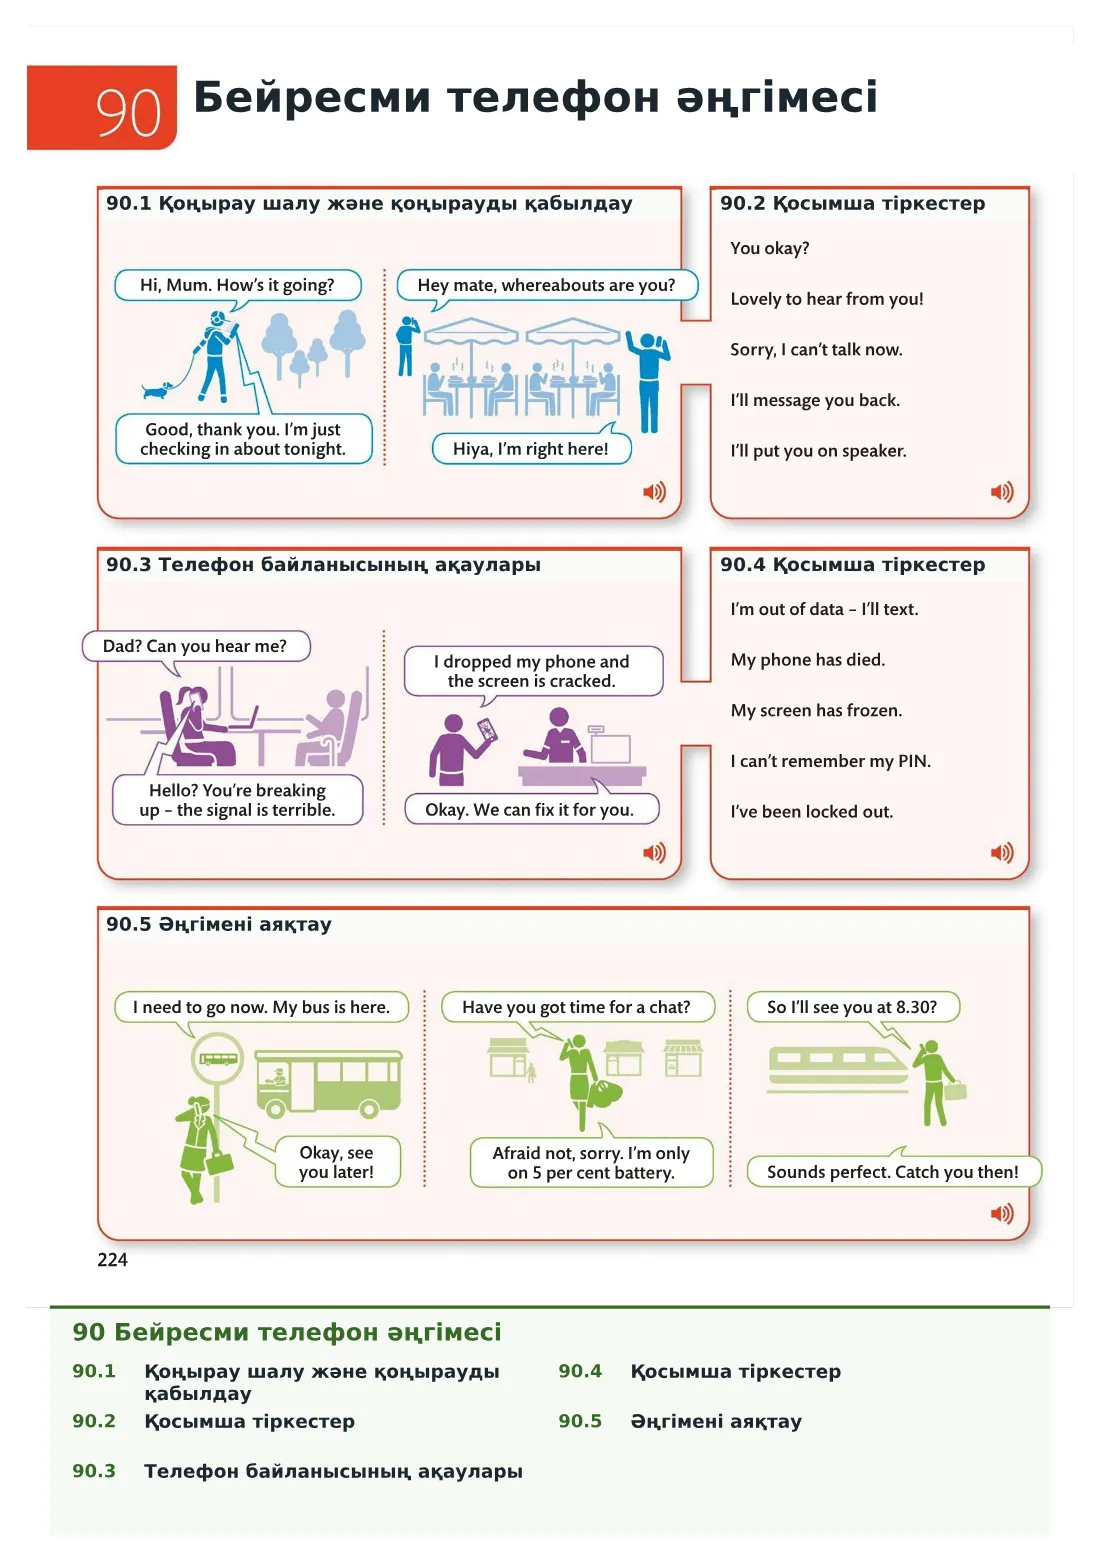 90
Бейресми телефон әңгімесі
90.1 Қоңырау шалу және қоңырауды қабылдау
Hi, Mum. How’s it going?
Good, thank you. I’m just
checking in about tonight.
Hey mate, whereabouts are you?
Hiya, I’m right here!
90.2 Қосымша тіркестер
You okay?
Lovely to hear from you!
Sorry, I can’t talk now.
I’ll message you back.
I’ll put you on speaker.
90.3 Телефон байланысының ақаулары
Dad? Can you hear me?
Hello? You’re breaking
up – the signal is terrible.
I dropped my phone and
the screen is cracked.
Okay. We can fix it for you.
90.4 Қосымша тіркестер
I’m out of data – I’ll text.
My phone has died.
My screen has frozen.
I can’t remember my PIN.
I’ve been locked out.
90.5 Әңгімені аяқтау
I need to go now. My bus is here.
Okay, see
you later!
Have you got time for a chat?
Afraid not, sorry. I’m only
on 5 per cent battery.
So I’ll see you at 8.30?
Sounds perfect. Catch you then!
224
90 Бейресми телефон әңгімесі
90.1 Қоңырау шалу және қоңырауды
қабылдау
90.2 Қосымша тіркестер
90.3 Телефон байланысының ақаулары
90.4 Қосымша тіркестер
90.5 Әңгімені аяқтау